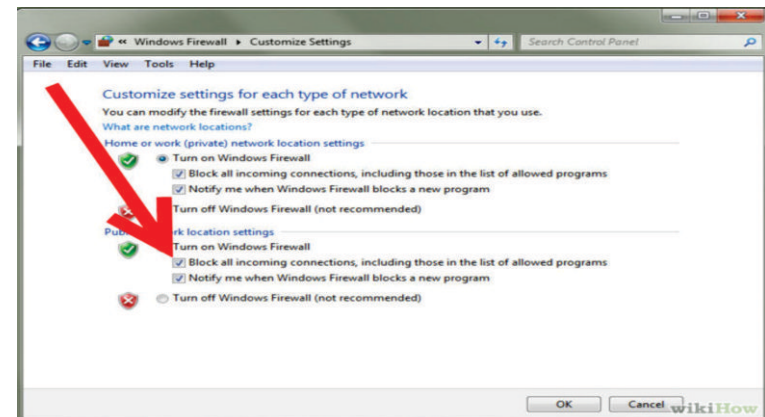 « Windows Firewall ▸ Customize Settings
Search Control Panel
File Edit View Tools Help
Customize settings for each type of network
You can modify the firewall settings for each type of network location that you use.
What are network locations?
Home or work (private) network location settings
Turn on Windows Firewall
Block all incoming connections, including those in the list of allowed programs
Notify me when Windows Firewall blocks a new program
Turn off Windows Firewall (not recommended)
location settings
Turn on Windows Firewall
Block all incoming connections, including those in the list of allowed programs
Notify me when Windows Firewall blocks a new program
Turn off Windows Firewall (not recommended)
OK Cancel
wikiHow